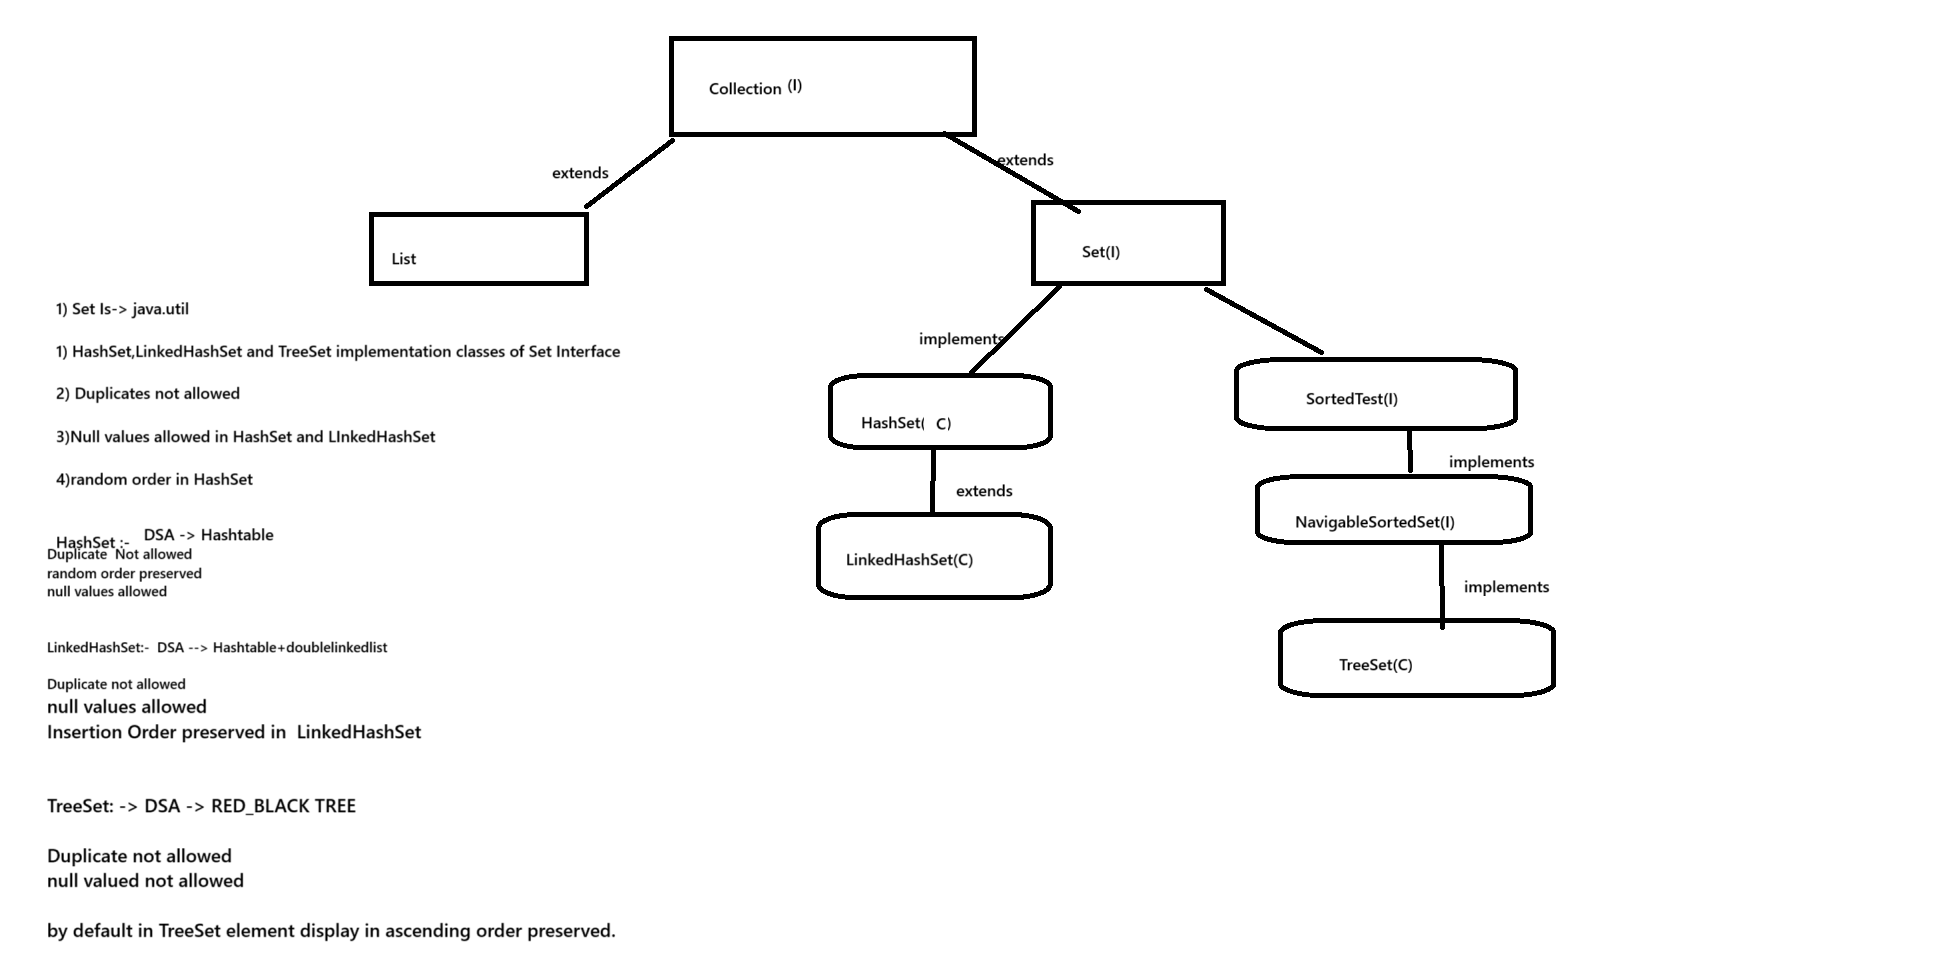 Collection (I)
extends
extends
List
Set(I)
1) Set Is-> java.util
implements
1) HashSet,LinkedHashSet and TreeSet implementation classes of Set Interface
2) Duplicates not allowed
SortedTest(I)
HashSet( C)
3)Null values allowed in HashSet and LInkedHashSet
implements
4)random order in HashSet
extends
NavigableSortedSet(I)
HashSet :- DSA -> Hashtable
Duplicate Not allowed
random order preserved
null values allowed
LinkedHashSet(C)
implements
LinkedHashSet:- DSA --> Hashtable+doublelinkedlist
TreeSet(C)
Duplicate not allowed
null values allowed
Insertion Order preserved in LinkedHashSet
TreeSet: -> DSA -> RED_BLACK TREE
Duplicate not allowed
null valued not allowed
by default in TreeSet element display in ascending order preserved.